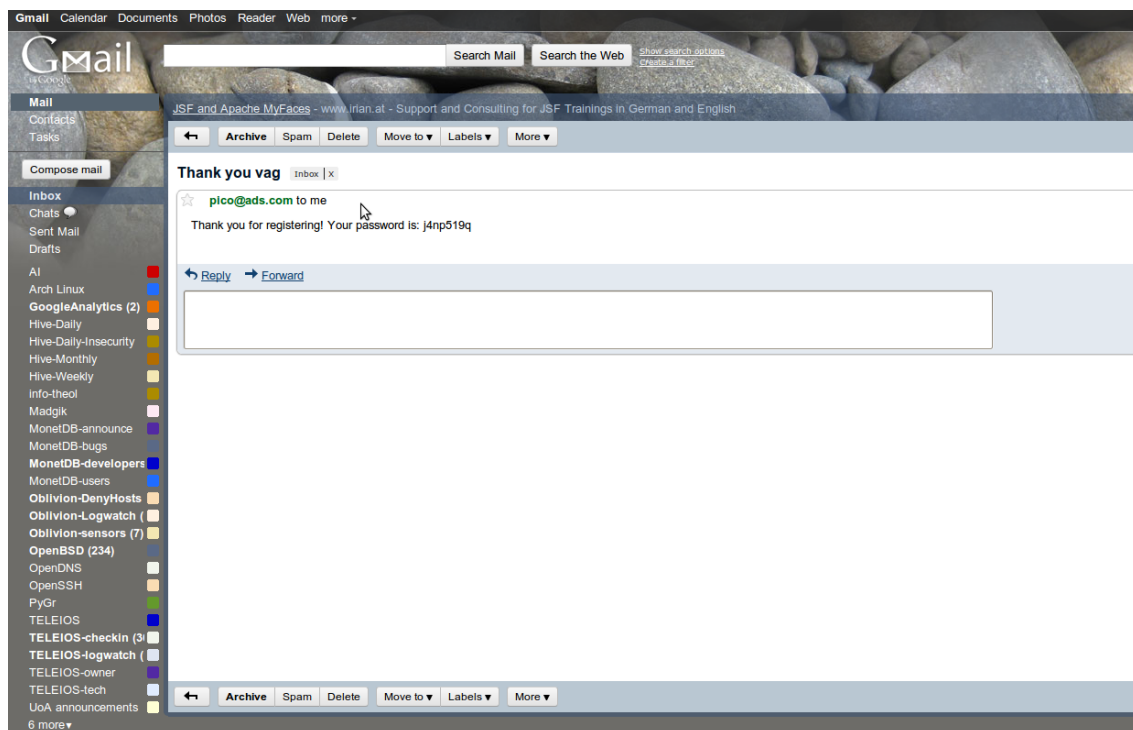 Gmail Calendar Documents Photos Reader Web more
Gmail
by Google
Search Mail Search the Web Show search options
Create a filter
Mail
Contacts
Tasks
Compose mail
Inbox
Chats
Sent Mail
Drafts
AI
Arch Linux
GoogleAnalytics (2)
Hive-Daily
Hive-Daily-Insecurity
Hive-Monthly
Hive-Weekly
info-theol
Madgik
MonetDB-announce
MonetDB-bugs
MonetDB-developers
MonetDB-users
Oblivion-DenyHosts
Oblivion-Logwatch (
Oblivion-sensors (7)
OpenBSD (234)
OpenDNS
OpenSSH
PyGr
TELEIOS
TELEIOS-checkin (3
TELEIOS-logwatch (
TELEIOS-owner
TELEIOS-tech
UoA announcements
6 more
JSF and Apache MyFaces - www.irian.at - Support and Consulting for JSF Trainings in German and English
Archive Spam Delete Move to Labels More
Thank you vag Inbox X
pico@ads.com to me
Thank you for registering! Your password is: j4np519q
Reply Forward
Archive Spam Delete Move to Labels More